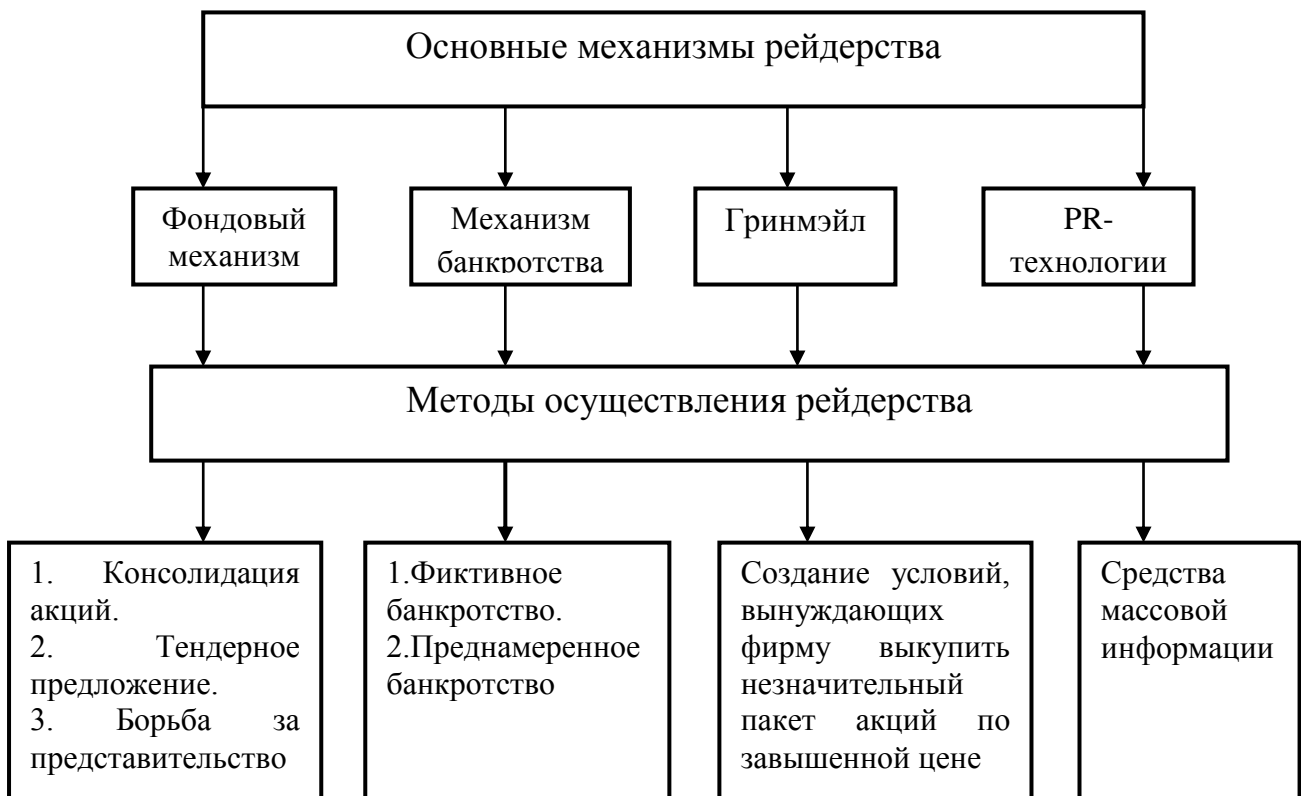 Основные механизмы рейдерства
Фондовый
механизм
Механизм
банкротства
Гринмэйл
PR-
технологии
Методы осуществления рейдерства
1. Консолидация
акций.
2. Тендерное
предложение.
3. Борьба за
представительство
1.Фиктивное
банкротство.
2.Преднамеренное
банкротство
Создание условий,
вынуждающих
фирму выкупить
незначительный
пакет акций по
завышенной цене
Средства
массовой
информации